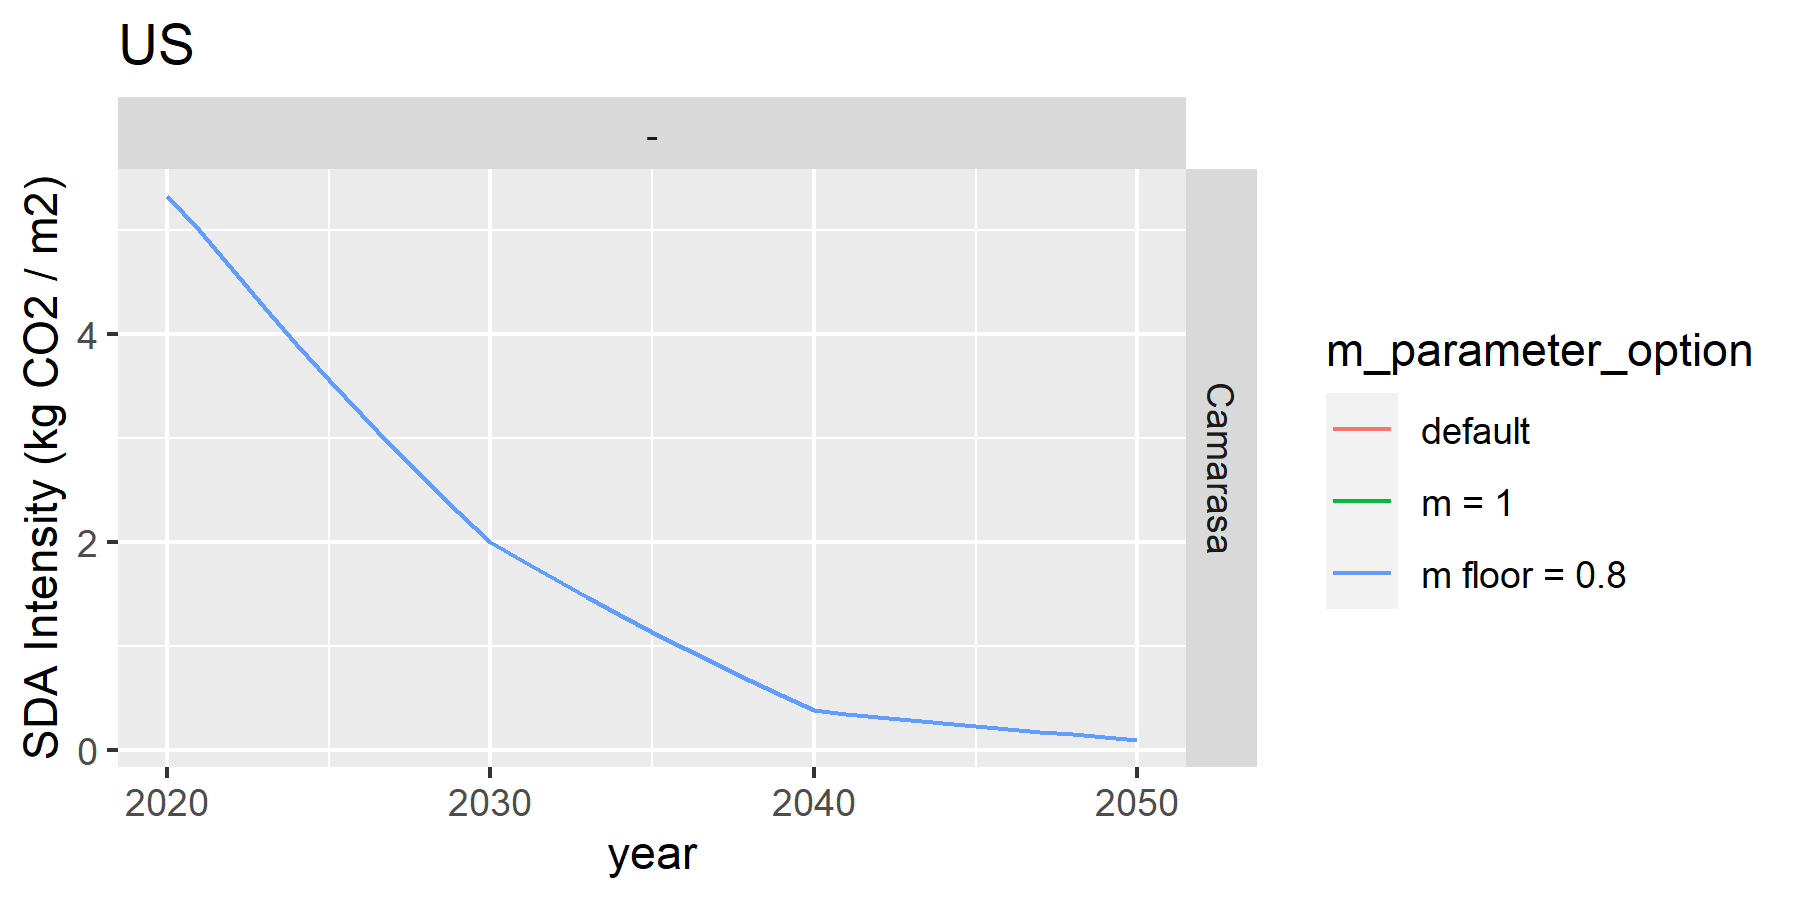 US
-
Camarasa
SDA Intensity (kg CO2 / m2)
4
2
0
2020
2030
2040
2050
year
m_parameter_option
default
m = 1
m floor = 0.8